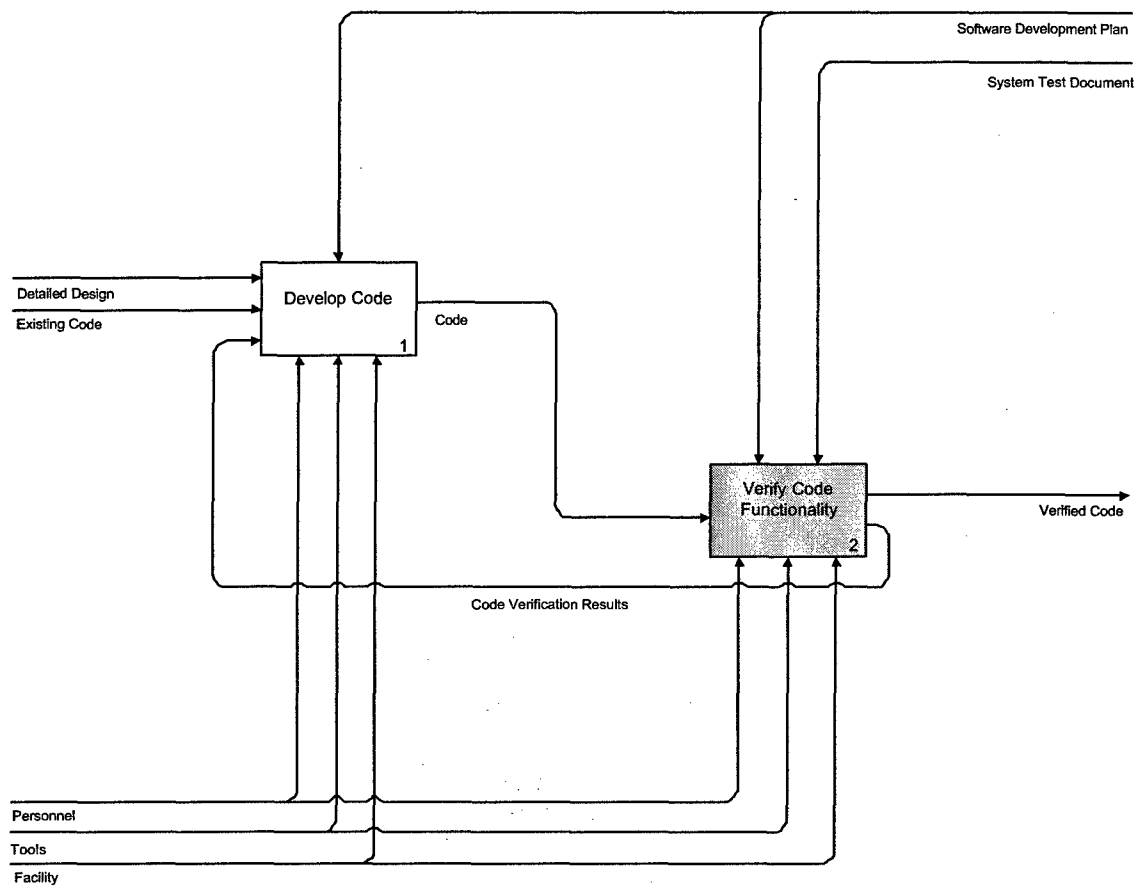 Software Development Plan
System Test Document
Detailed Design
Existing Code
Develop Code
1
Code
Verify Code
Functionality
2
Verified Code
Code Verification Results
Personnel
Tools
Facility